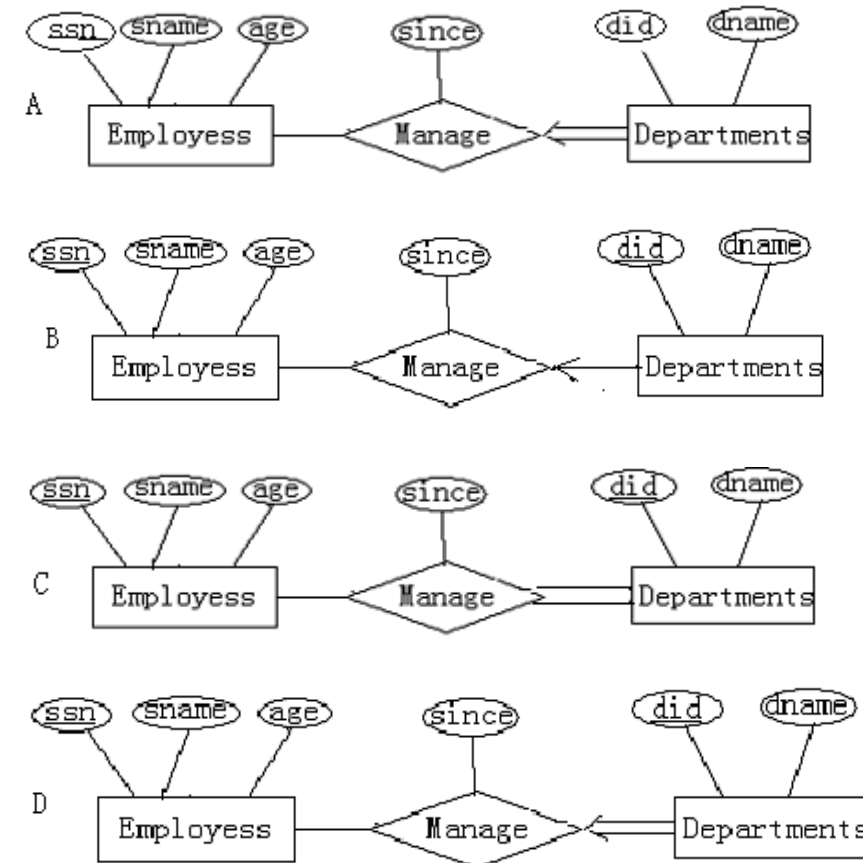 ssn sname age since did dname
A Employess Manage Departments
ssn sname age since did dname
B Employess Manage Departments
ssn sname age since did dname
C Employess Manage Departments
ssn sname age since did dname
D Employess Manage Departments